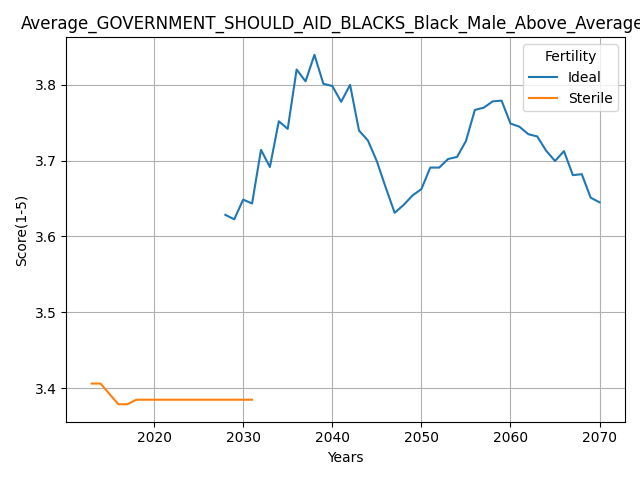 Average_GOVERNMENT_SHOULD_AID_BLACKS_Black_Male_Above_Average
Fertility
Ideal
Sterile
Score(1-5)
3.8
3.7
3.6
3.5
3.4
2020 2030 2040 2050 2060 2070
Years